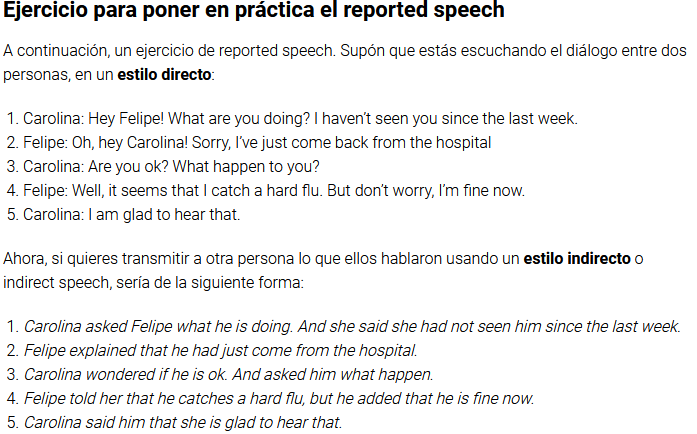 Ejercicio para poner en práctica el reported speech
A continuación, un ejercicio de reported speech. Supón que estás escuchando el diálogo entre dos
personas, en un estilo directo:
1. Carolina: Hey Felipe! What are you doing? I haven't seen you since the last week.
2. Felipe: Oh, hey Carolina! Sorry, I've just come back from the hospital
3. Carolina: Are you ok? What happen to you?
4. Felipe: Well, it seems that I catch a hard flu. But don't worry, I'm fine now.
5. Carolina: I am glad to hear that.
Ahora, si quieres transmitir a otra persona lo que ellos hablaron usando un estilo indirecto o
indirect speech, sería de la siguiente forma:
1. Carolina asked Felipe what he is doing. And she said she had not seen him since the last week.
2. Felipe explained that he had just come from the hospital.
3. Carolina wondered if he is ok. And asked him what happen.
4. Felipe told her that he catches a hard flu, but he added that he is fine now.
5. Carolina said him that she is glad to hear that.